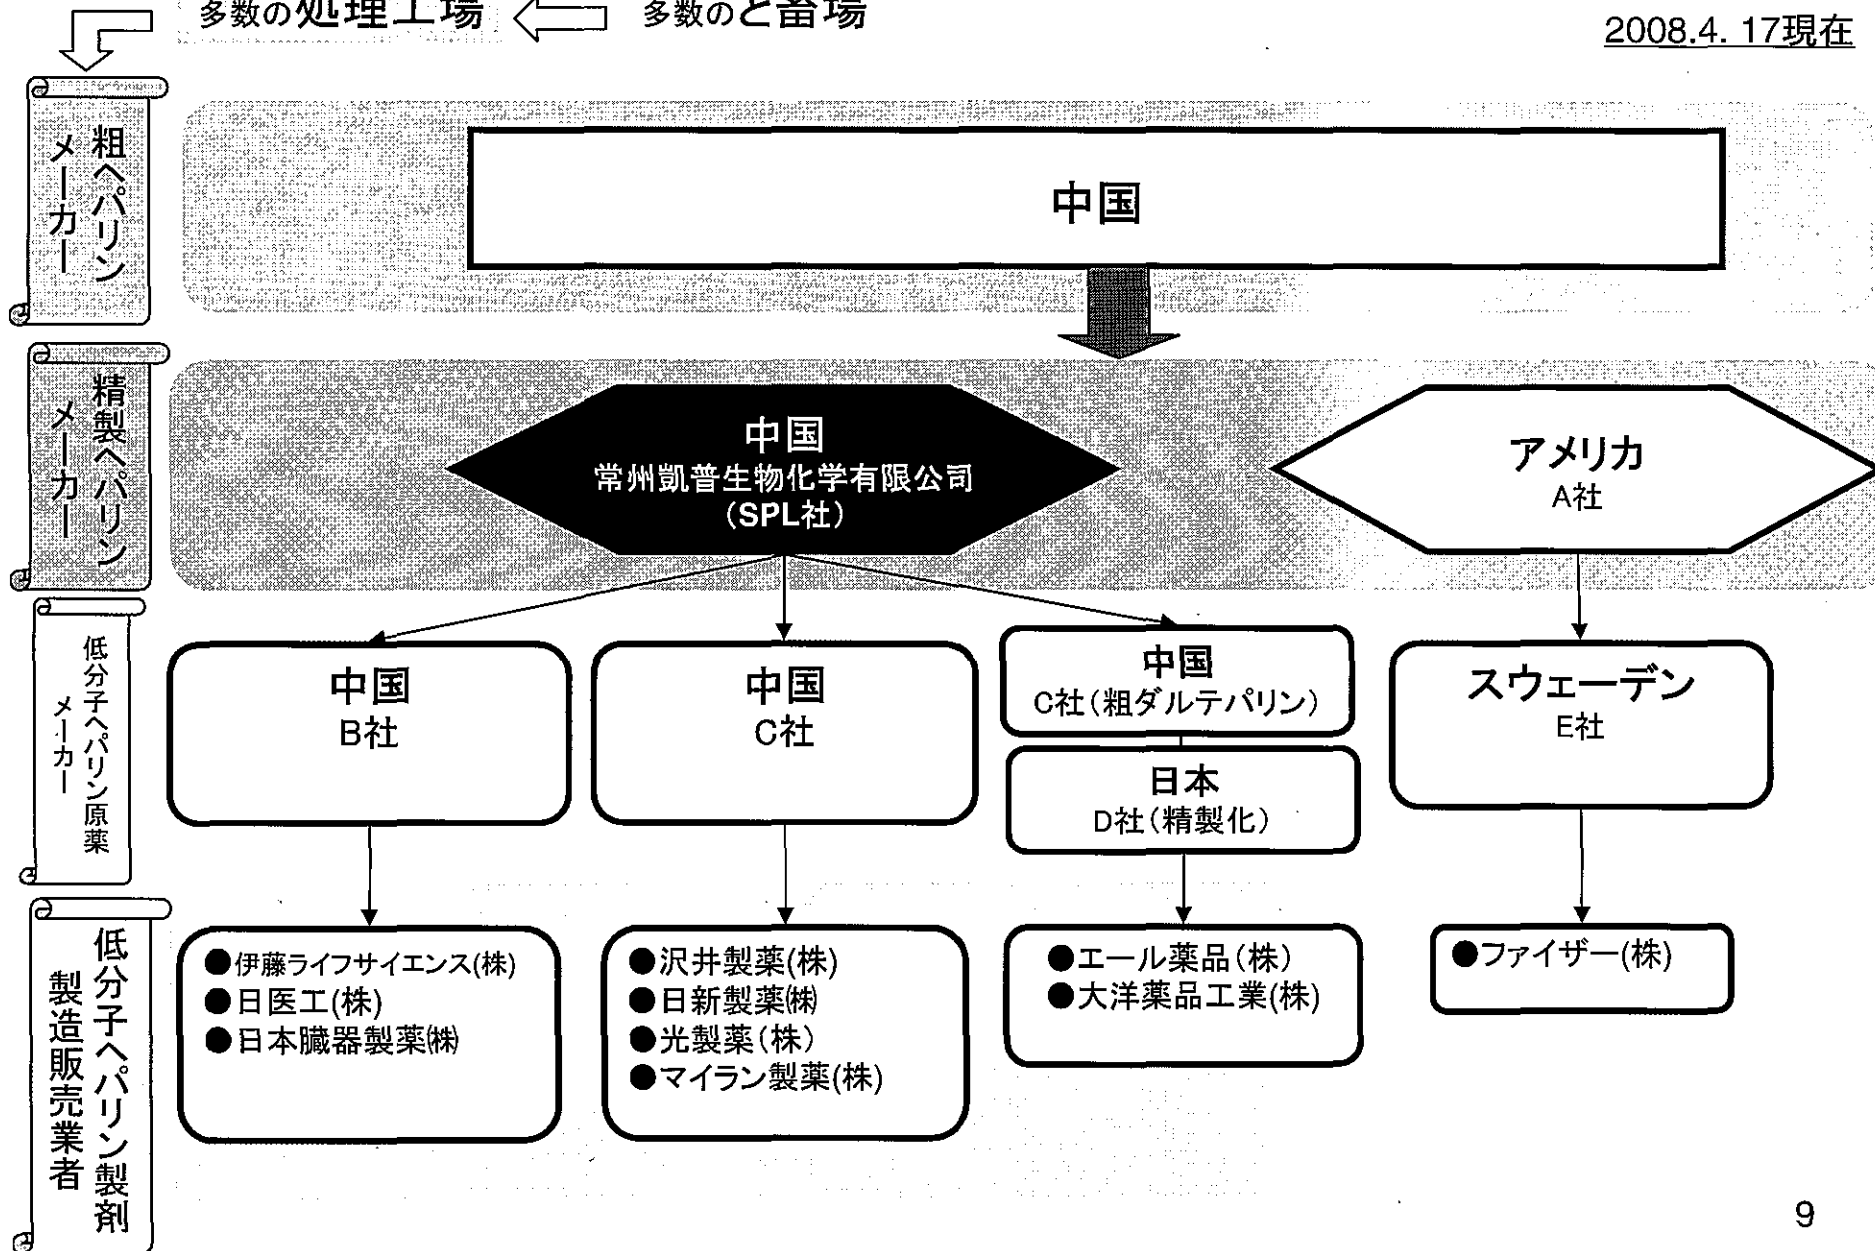 多数の処理工場
多数のと畜場
2008.4. 17現在
粗ヘパリン
メーカー
中国
精製ヘパリン
メーカー
中国
常州凱普生物化学有限公司
(SPL社)
アメリカ
A社
低分子ヘパリン原薬
メーカー
中国
B社
中国
C社
中国
C社(粗ダルテパリン)
日本
D社(精製化)
スウェーデン
E社
低分子ヘパリン製剤
製造販売業者
●伊藤ライフサイエンス(株)
●日医工(株)
●日本臓器製薬㈱
●沢井製薬(株)
●日新製薬㈱
●光製薬(株)
●マイラン製薬(株)
●エール薬品(株)
●大洋薬品工業(株)
●ファイザー(株)
9